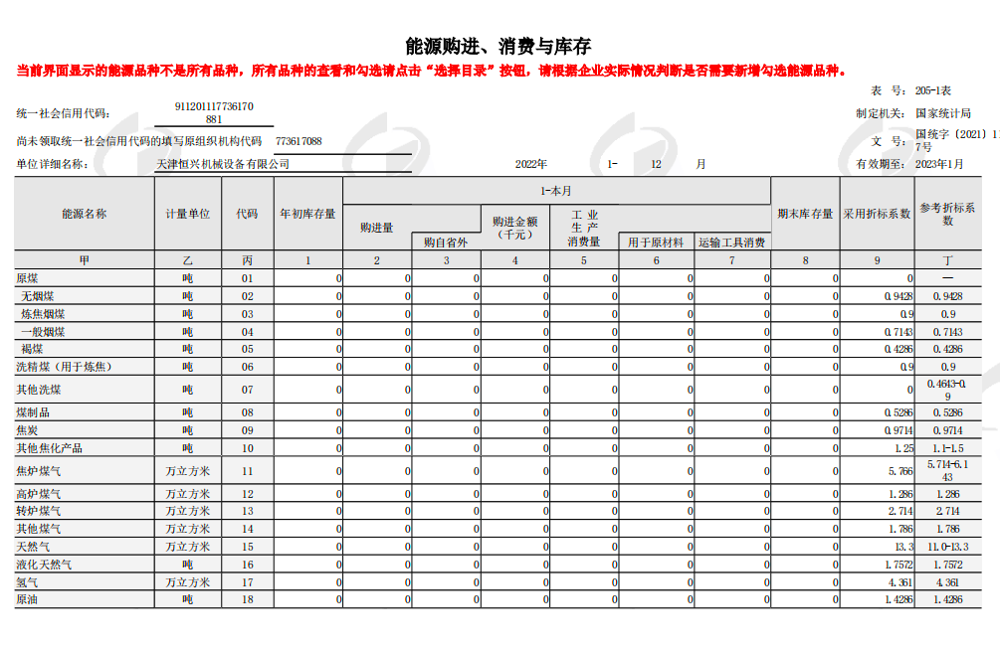 能源购进、消费与库存
当前界面显示的能源品种不是所有品种，所有品种的查看和勾选请点击“选择目录”按钮，请根据企业实际情况判断是否需要新增勾选能源品种。
表 号： 205-1表
统一社会信用代码： 911201117736170
881
制定机关： 国家统计局
尚未领取统一社会信用代码的填写原组织机构代码 773617088
文 号： 国统字〔2021〕11
7号
单位详细名称： 天津恒兴机械设备有限公司 2022年 1- 12 月 有效期至： 2023年1月
能源名称 计量单位 代码 年初库存量 1-本月 期末库存量 采用折标系数 参考折标系
数
购进量 购进金额
（千元） 工 业
生 产
消费量
购自省外 用于原材料 运输工具消费
甲 乙 丙 1 2 3 4 5 6 7 8 9 丁
原煤 吨 01 0 0 0 0 0 0 0 0 0 —
无烟煤 吨 02 0 0 0 0 0 0 0 0 0.9428 0.9428
炼焦烟煤 吨 03 0 0 0 0 0 0 0 0 0.9 0.9
一般烟煤 吨 04 0 0 0 0 0 0 0 0 0.7143 0.7143
褐煤 吨 05 0 0 0 0 0 0 0 0 0.4286 0.4286
洗精煤（用于炼焦） 吨 06 0 0 0 0 0 0 0 0 0.9 0.9
其他洗煤 吨 07 0 0 0 0 0 0 0 0 0 0.4643-0.
9
煤制品 吨 08 0 0 0 0 0 0 0 0 0.5286 0.5286
焦炭 吨 09 0 0 0 0 0 0 0 0 0.9714 0.9714
其他焦化产品 吨 10 0 0 0 0 0 0 0 0 1.25 1.1-1.5
焦炉煤气 万立方米 11 0 0 0 0 0 0 0 0 5.766 5.714-6.1
43
高炉煤气 万立方米 12 0 0 0 0 0 0 0 0 1.286 1.286
转炉煤气 万立方米 13 0 0 0 0 0 0 0 0 2.714 2.714
其他煤气 万立方米 14 0 0 0 0 0 0 0 0 1.786 1.786
天然气 万立方米 15 0 0 0 0 0 0 0 0 13.3 11.0-13.3
液化天然气 吨 16 0 0 0 0 0 0 0 0 1.7572 1.7572
氢气 万立方米 17 0 0 0 0 0 0 0 0 4.361 4.361
原油 吨 18 0 0 0 0 0 0 0 0 1.4286 1.4286